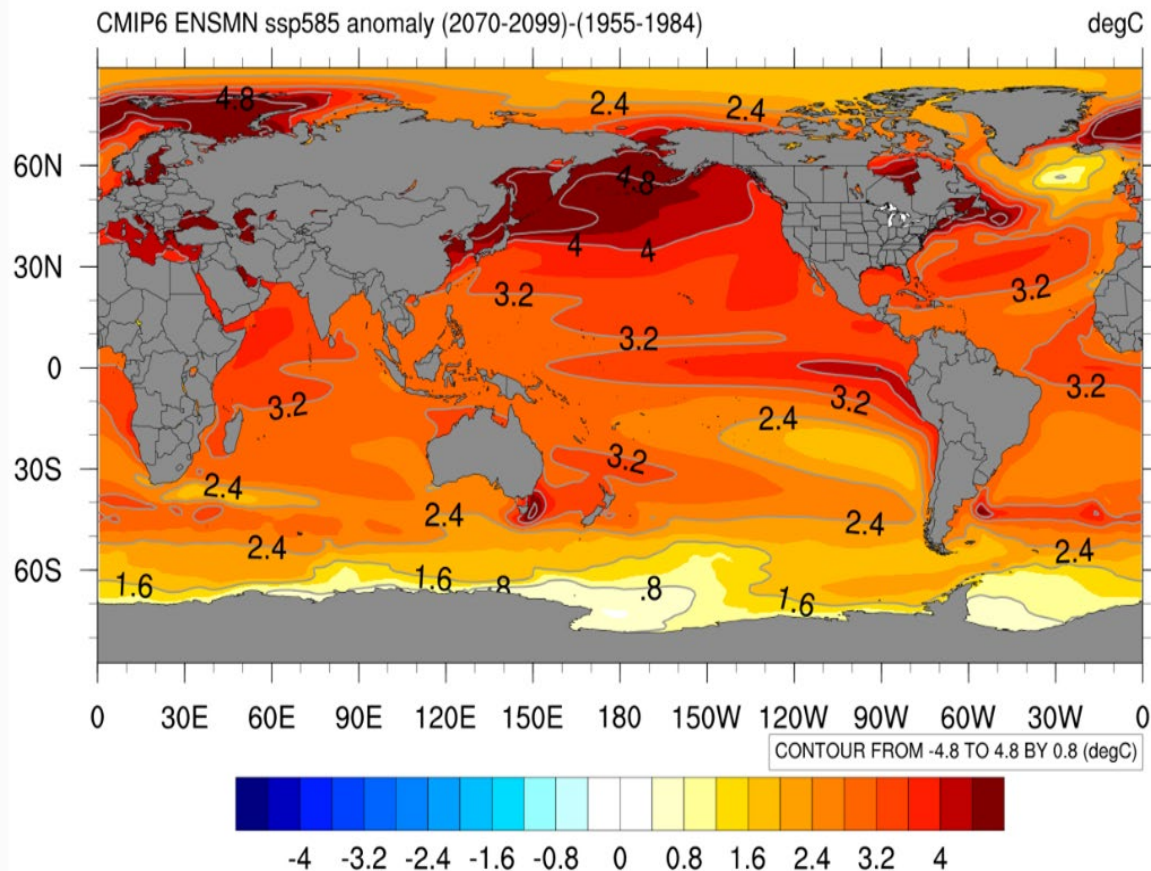 CMIP6 ENSMN ssp585 anomaly (2070-2099)-(1955-1984) degC
4.8
2.4 2.4
60N
4.8
4 4
30N
3.2 3.2 3.2
3.2
0
3.2 3.2 3.2
2.4
30S
3.2
2.4
2.4 2.4
2.4 2.4
60S
1.6 1.6 .8 .8 1.6
0 30E 60E 90E 120E 150E 180 150W 120W 90W 60W 30W 0
CONTOUR FROM -4.8 TO 4.8 BY 0.8 (degC)
-4 -3.2 -2.4 -1.6 -0.8 0 0.8 1.6 2.4 3.2 4